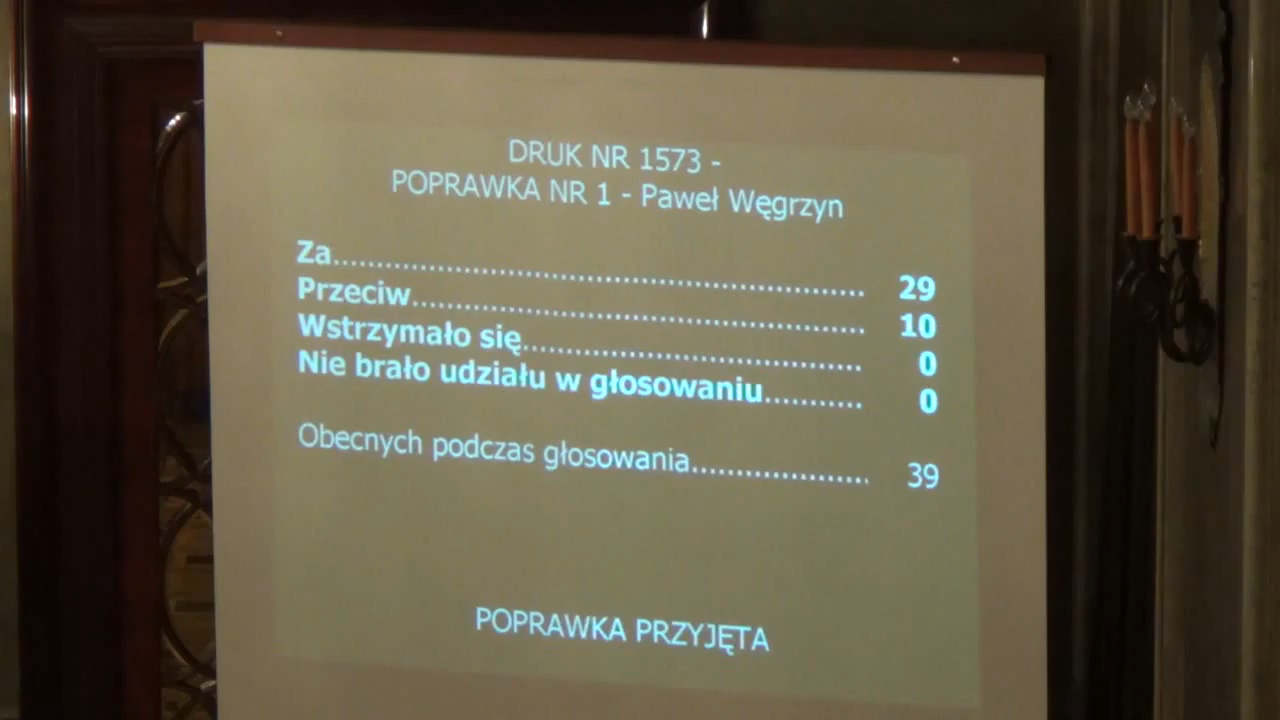 DRUK NR 1573 -
POPRAWKA NR 1 - Paweł Węgrzyn
Za.................................................................. 29
Przeciw......................................................... 10
Wstrzymało się.......................................... 0
Nie brało udziału w głosowaniu........... 0
Obecnych podczas głosowania.................... 39
POPRAWKA PRZYJĘTA